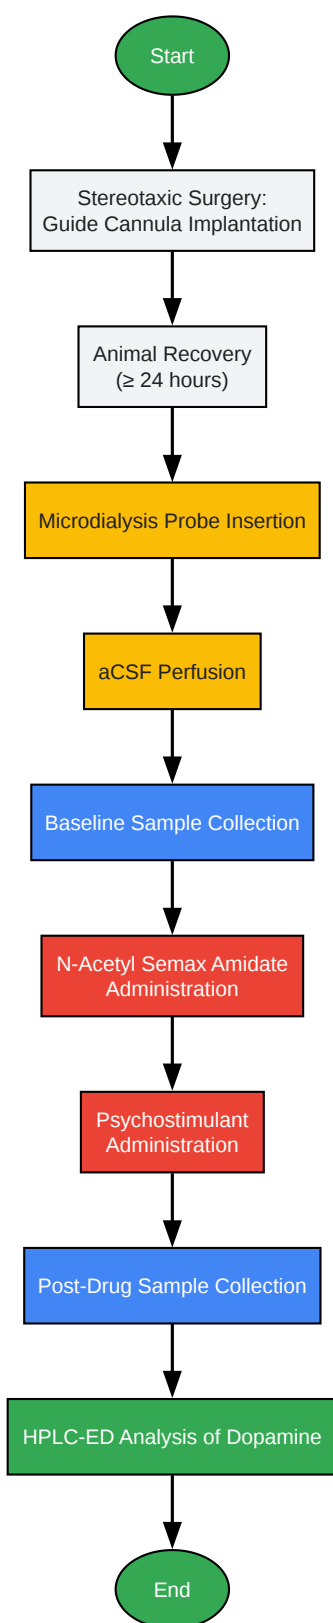 Start
Stereotaxic Surgery:
Guide Cannula Implantation
Animal Recovery
(≥ 24 hours)
Microdialysis Probe Insertion
aCSF Perfusion
Baseline Sample Collection
N-Acetyl Semax Amidate
Administration
Psychostimulant
Administration
Post-Drug Sample Collection
HPLC-ED Analysis of Dopamine
End